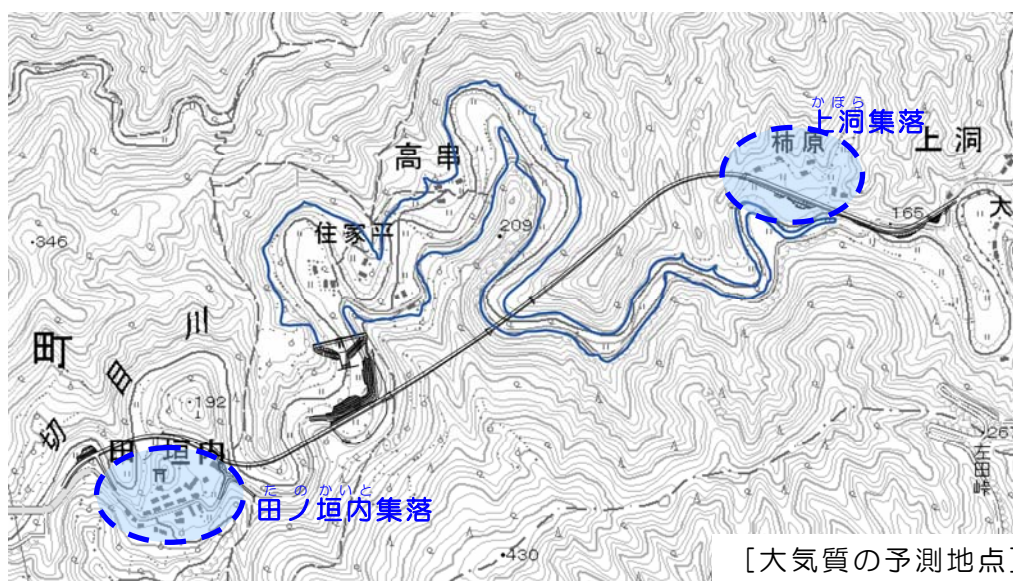 かぼら
上洞集落
柿原
上洞
高串
165
大
209
住家平
346
川
町
目
192
切
267
左田峠
田 垣内
たのかいと
田ノ垣内集落
430
[大気質の予測地点]